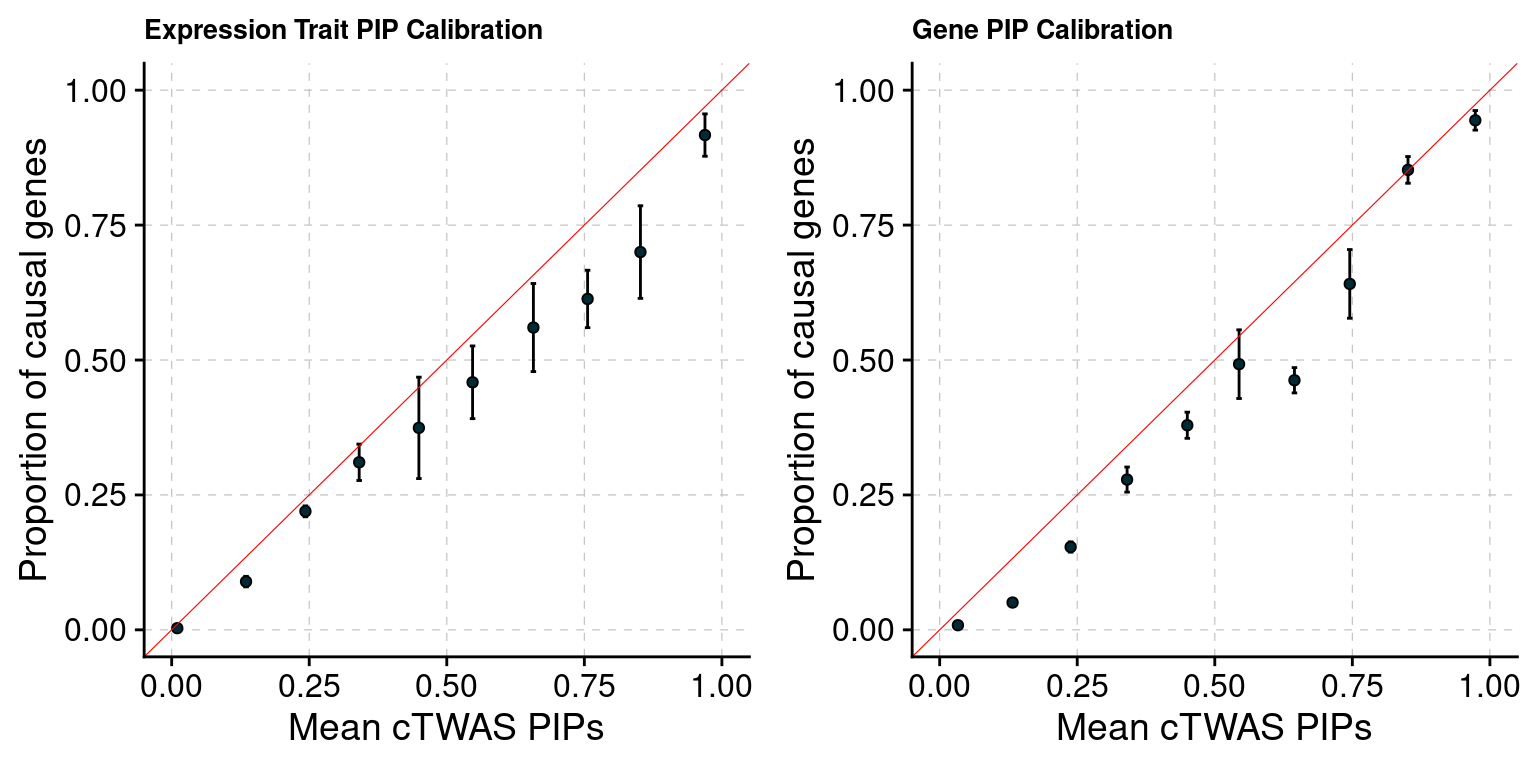 Expression Trait PIP Calibration
Proportion of causal genes
1.00
0.75
0.50
0.25
0.00
0.00 0.25 0.50 0.75 1.00
Mean cTWAS PIPs
Gene PIP Calibration
Proportion of causal genes
1.00
0.75
0.50
0.25
0.00
0.00 0.25 0.50 0.75 1.00
Mean cTWAS PIPs